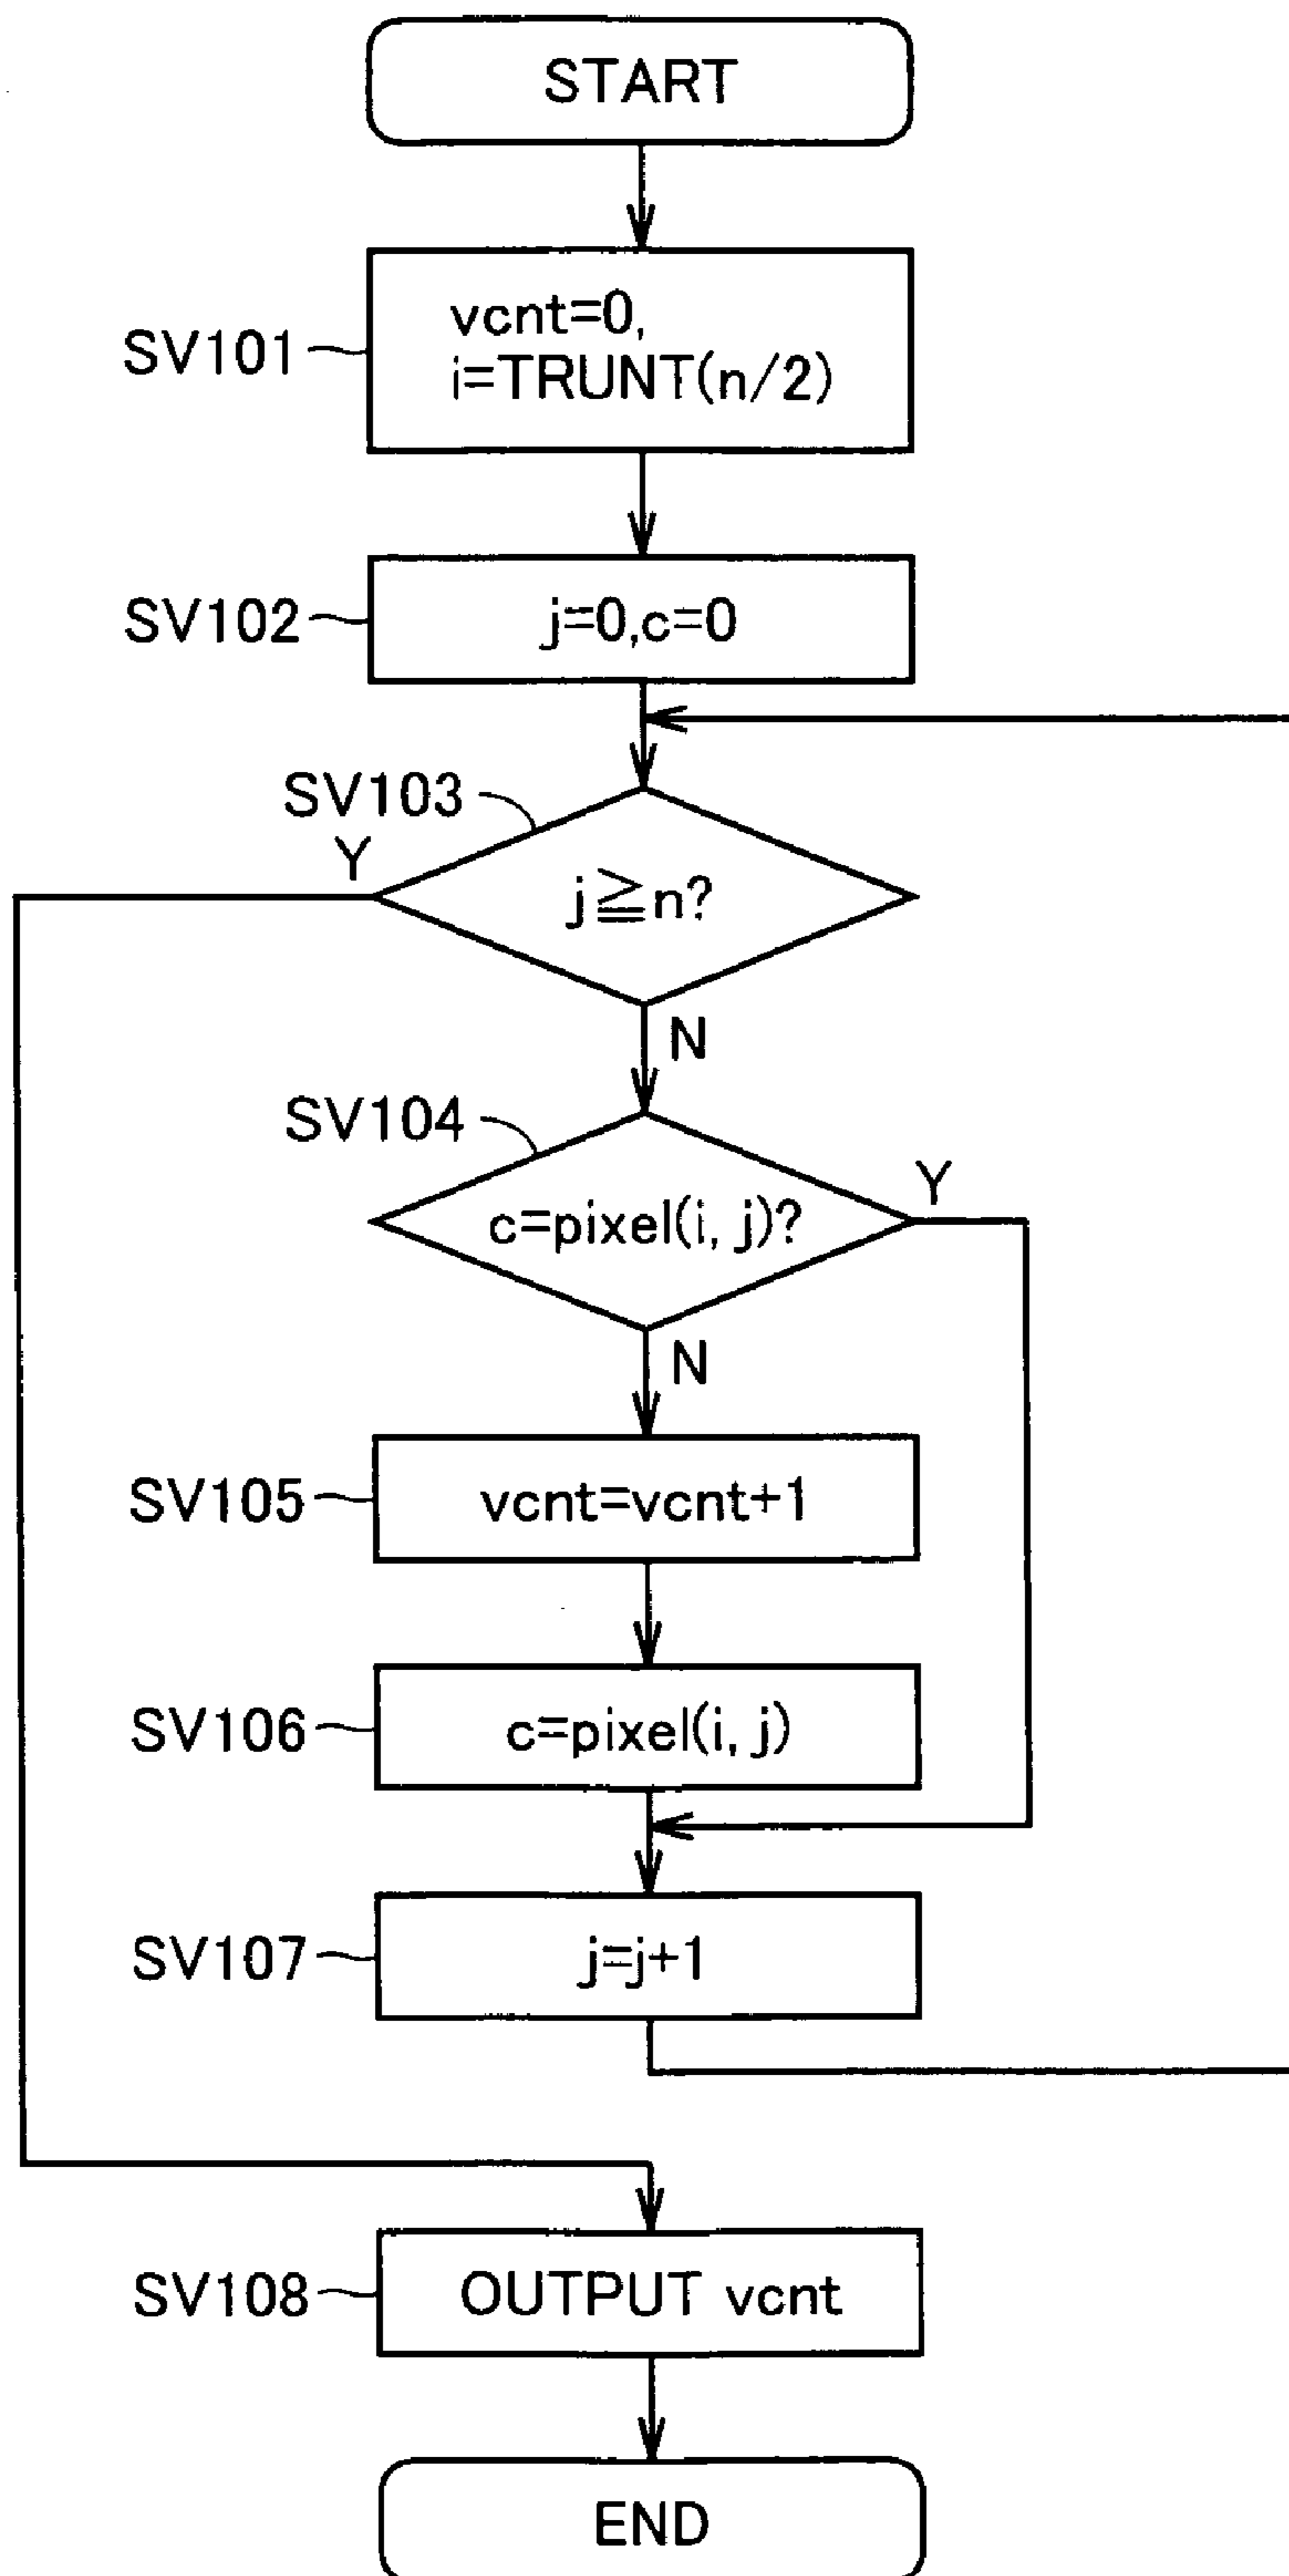 START
vcnt=0,
i=TRUNT(n/2)
SV101
j=0,c=0
SV102
SV103
Y
j≧n?
N
SV104
Y
c=pixel(i, j)?
N
SV105
vcnt=vcnt+1
SV106
c=pixel(i, j)
SV107
j=j+1
SV108
OUTPUT vcnt
END